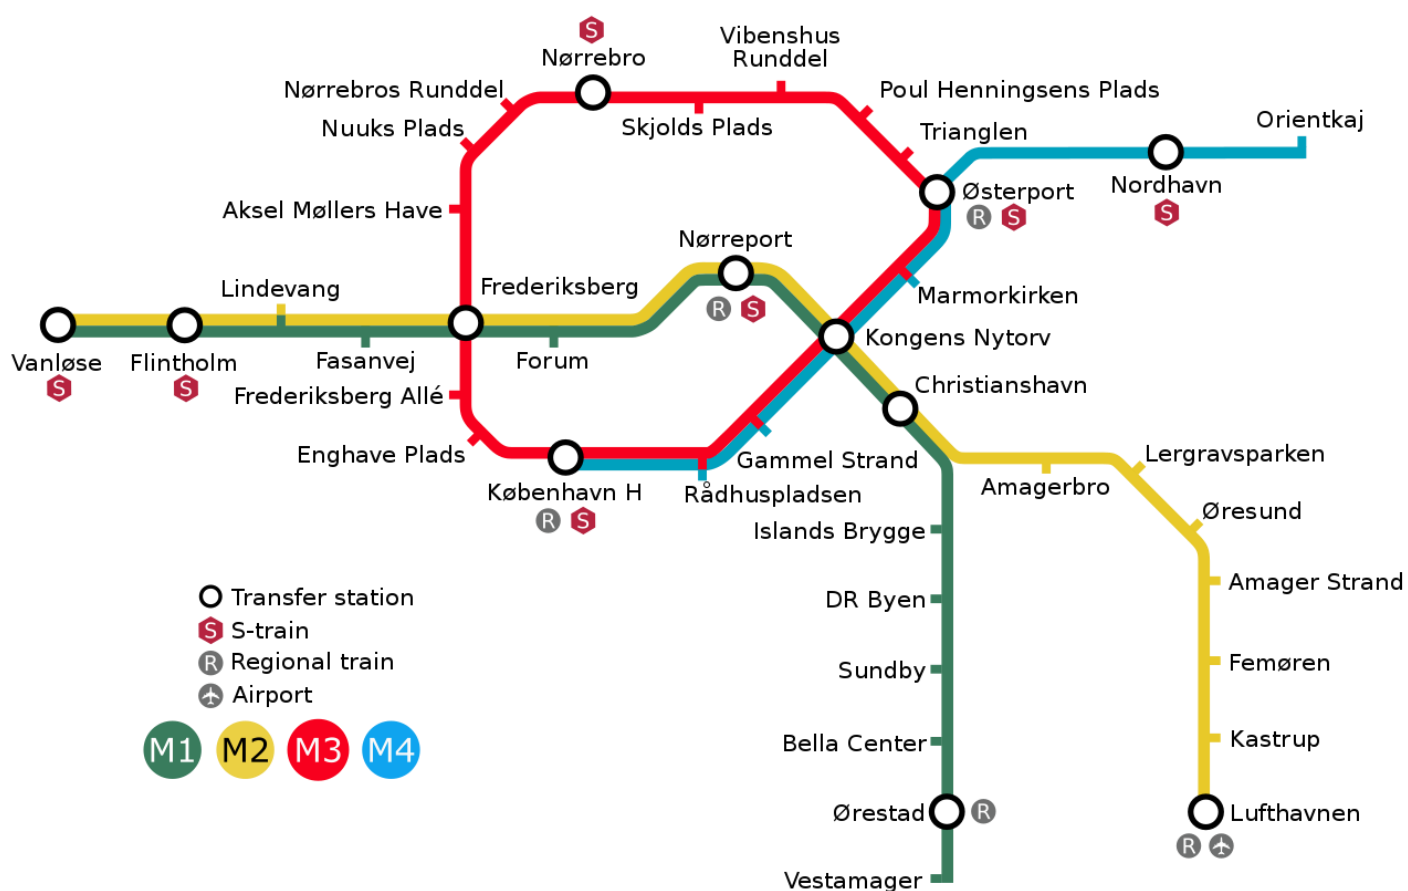 S
Nørrebro
Vibenshus
Runddel
Nørrebros Runddel
Poul Henningsens Plads
Nuuks Plads
Skjolds Plads
Trianglen
Orientkaj
Østerport
R S
Nordhavn
S
Aksel Møllers Have
Nørreport
R S
Lindevang
Frederiksberg
Marmorkirken
Kongens Nytorv
Vanløse
S
Flintholm
S
Fasanvej
Forum
Christianshavn
Frederiksberg Allé
Enghave Plads
Gammel Strand
Lergravsparken
København H
R S
Rådhuspladsen
Amagerbro
Øresund
Islands Brygge
Amager Strand
DR Byen
Sundby
Femøren
Bella Center
Kastrup
Ørestad R
Lufthavnen
R
Vestamager
Transfer station
S S-train
R Regional train
Airport
M1 M2 M3 M4